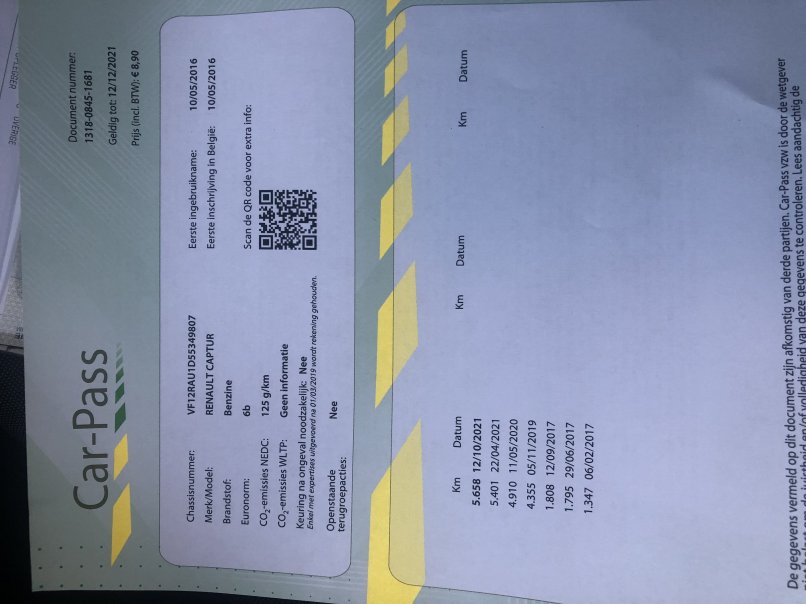 Car-Pass
Document nummer:
1318-0845-1681
Geldig tot: 12/12/2021
Prijs (incl. BTW): € 8,90
Chassisnummer: VF12RAU1D55349807
Merk/Model: RENAULT CAPTUR
Brandstof: Benzine
Euronorm: 6b
CO2-emissies NEDC: 125 g/km
CO2-emissies WLTP: Geen informatie
Keuring na ongeval noodzakelijk: Nee
Enkel met expertises uitgevoerd na 01/03/2019 wordt rekening gehouden.
Openstaande
terugroepacties: Nee
Eerste ingebruikname: 10/05/2016
Eerste inschrijving in België: 10/05/2016
Scan de QR code voor extra info:
Km Datum Km Datum Km Datum
5.658 12/10/2021
5.401 22/04/2021
4.910 11/05/2020
4.355 05/11/2019
1.808 12/09/2017
1.795 29/06/2017
1.347 06/02/2017
De gegevens vermeld op dit document zijn afkomstig van derde partijen. Car-Pass vzw is door de wetgever
niet belast om de juistheid en/of volledigheid van deze gegevens te controleren. Lees aandachtig de